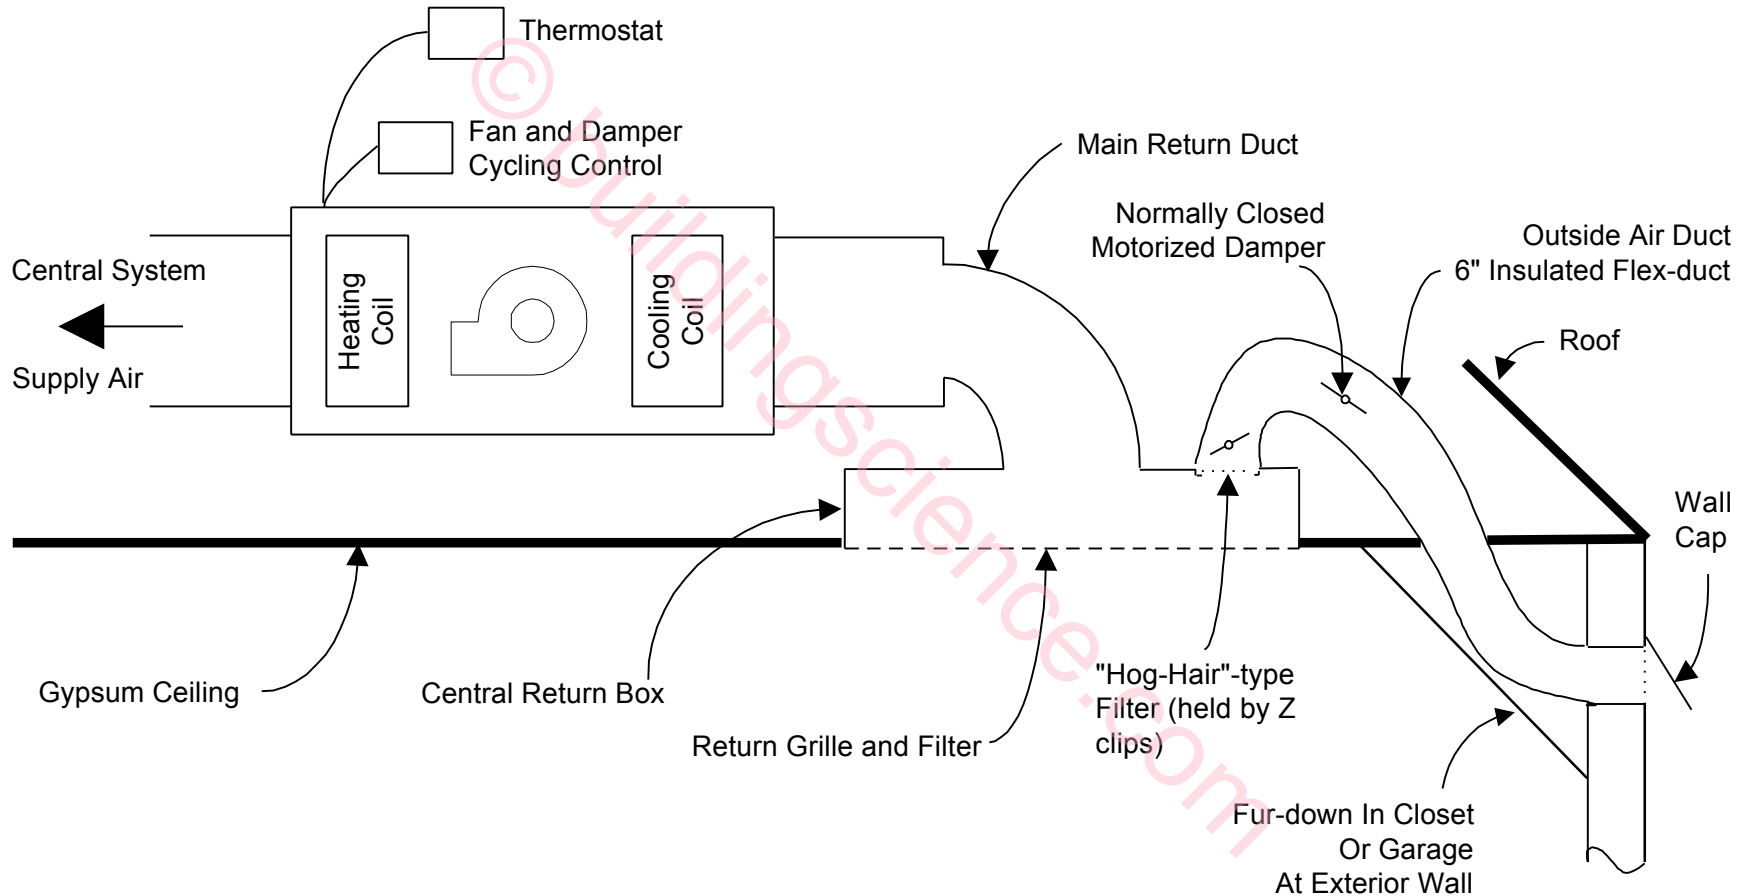 Thermostat
Fan and Damper
Cycling Control
Main Return Duct
Normally Closed
Motorized Damper
Outside Air Duct
6" Insulated Flex-duct
Roof
Central System
Supply Air
Heating
Coil
Cooling
Coil
Wall
Cap
Gypsum Ceiling
Central Return Box
Return Grille and Filter
"Hog-Hair"-type
Filter (held by Z
clips)
Fur-down In Closet
Or Garage
At Exterior Wall
© buildingscience.com